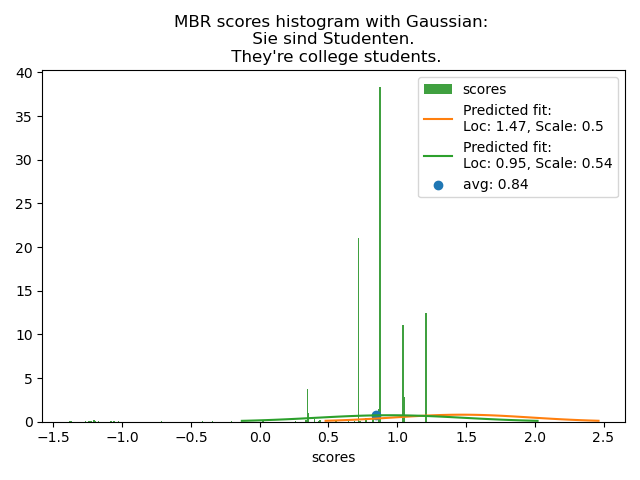 MBR scores histogram with Gaussian:
Sie sind Studenten.
They're college students.
40
35
30
25
20
15
10
5
0
scores
Predicted fit:
Loc: 1.47, Scale: 0.5
Predicted fit:
Loc: 0.95, Scale: 0.54
avg: 0.84
−1.5 −1.0 −0.5 0.0 0.5 1.0 1.5 2.0 2.5
scores